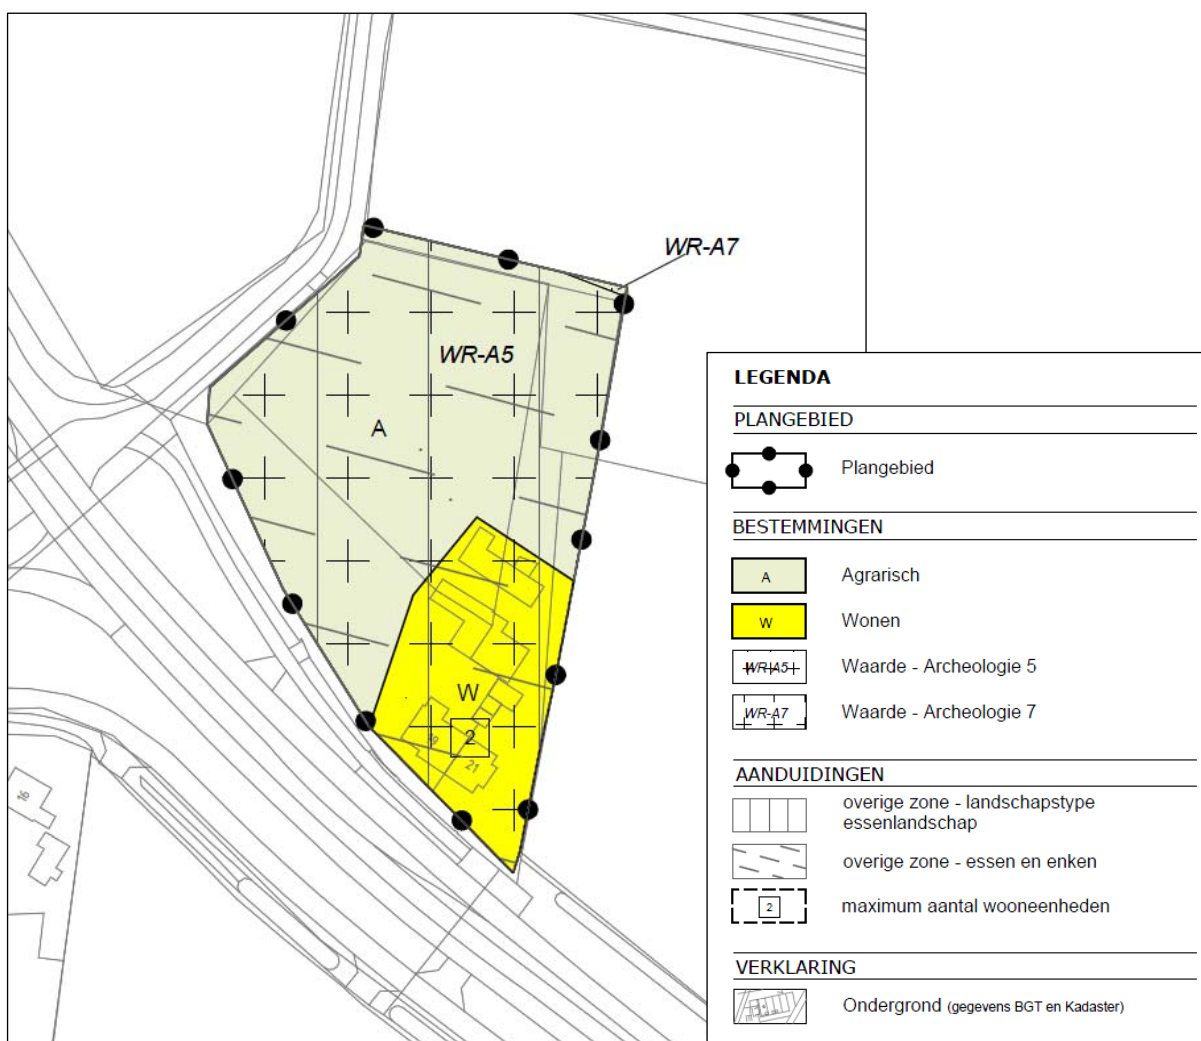 WR-A7
WR-A5
A
W
2
19
21
16
LEGENDA
PLANGEBIED
Plangebied
BESTEMMINGEN
A Agrarisch
W Wonen
WR-A5 Waarde - Archeologie 5
WR-A7 Waarde - Archeologie 7
AANDUIDINGEN
overige zone - landschapstype
essenlandschap
overige zone - essen en enken
2 maximum aantal wooneenheden
VERKLARING
Ondergrond (gegevens BGT en Kadaster)